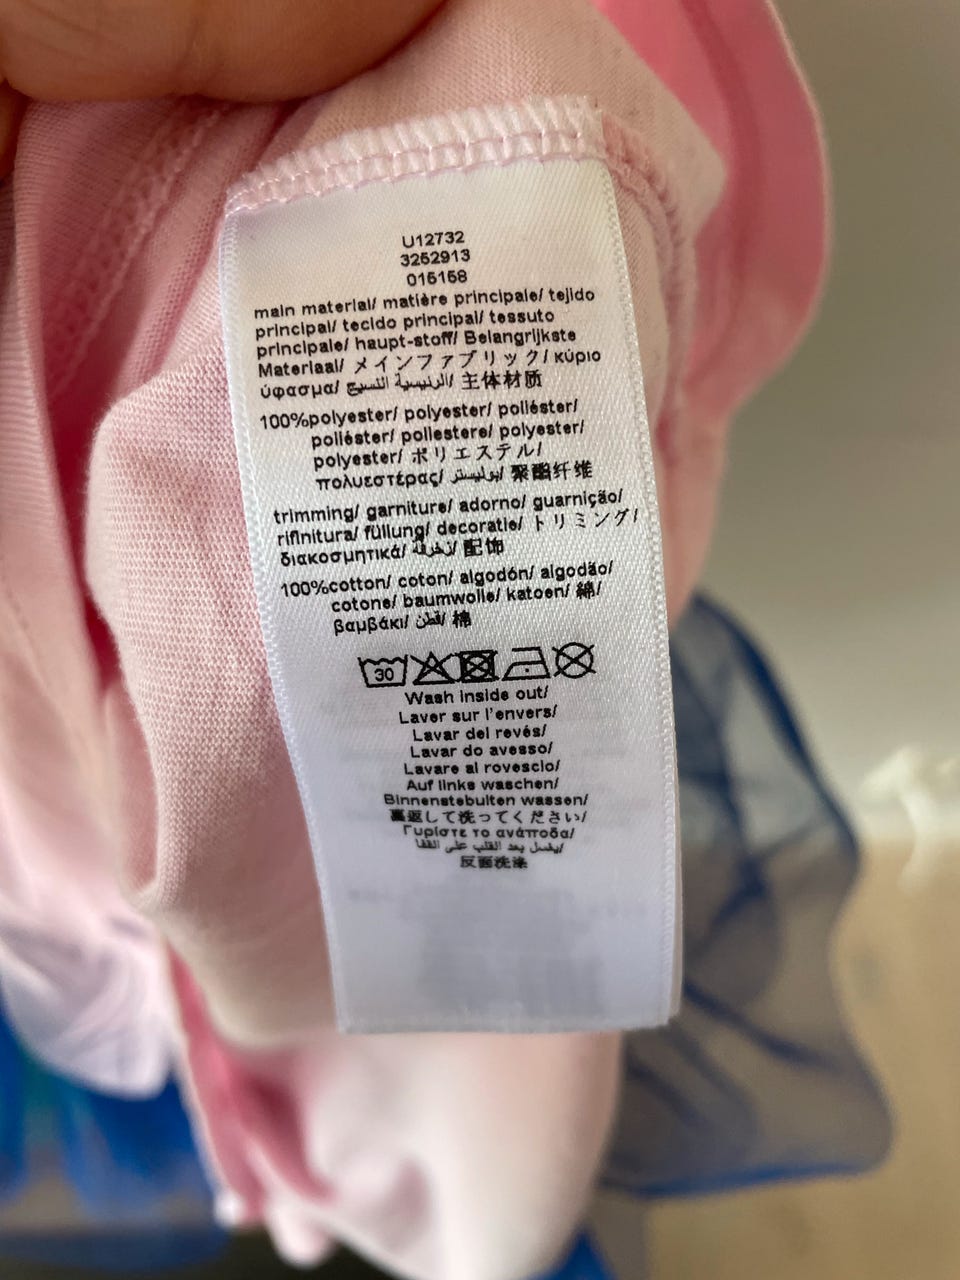 U12732
3252913
015158
main material/ matière principale/ tejido
principal/ tecido principal/ tessuto
principale/ haupt-stoff/ Belangrijkste
Materiaal/ メインファブリック/ κύριο
ύφασμα/ الرئيسية النسيج/ 主体材质
100%polyester/ polyester/ poliéster/
poliéster/ poliestere/ polyester/
polyester/ ポリエステル/
πολυεστέρας/ بوليستر/ 聚酯纤维
trimming/ garniture/ adorno/ guarnição/
rifinitura/ füllung/ decoratie/ トリミング/
διακοσμητικά/ زخرفة/ 配饰
100%cotton/ coton/ algodón/ algodão/
cotone/ baumwolle/ katoen/ 綿/
βαμβάκι/ قطن/ 棉
30
Wash inside out/
Laver sur l'envers/
Lavar del revés/
Lavar do avesso/
Lavare al rovescio/
Auf links waschen/
Binnenstebuiten wassen/
裏返して洗ってください/
Γυρίστε το ανάποδα/
يغسل بعد القلب على القفا/
反面洗涤